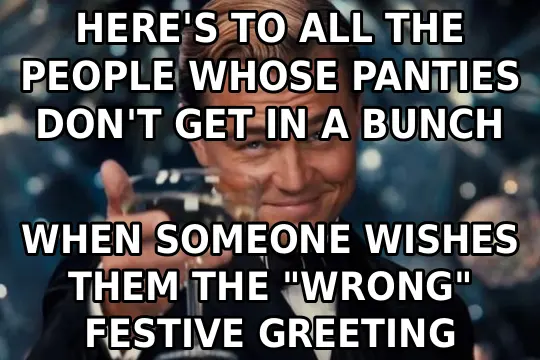 HERE'S TO ALL THE
PEOPLE WHOSE PANTIES
DON'T GET IN A BUNCH
WHEN SOMEONE WISHES
THEM THE "WRONG"
FESTIVE GREETING